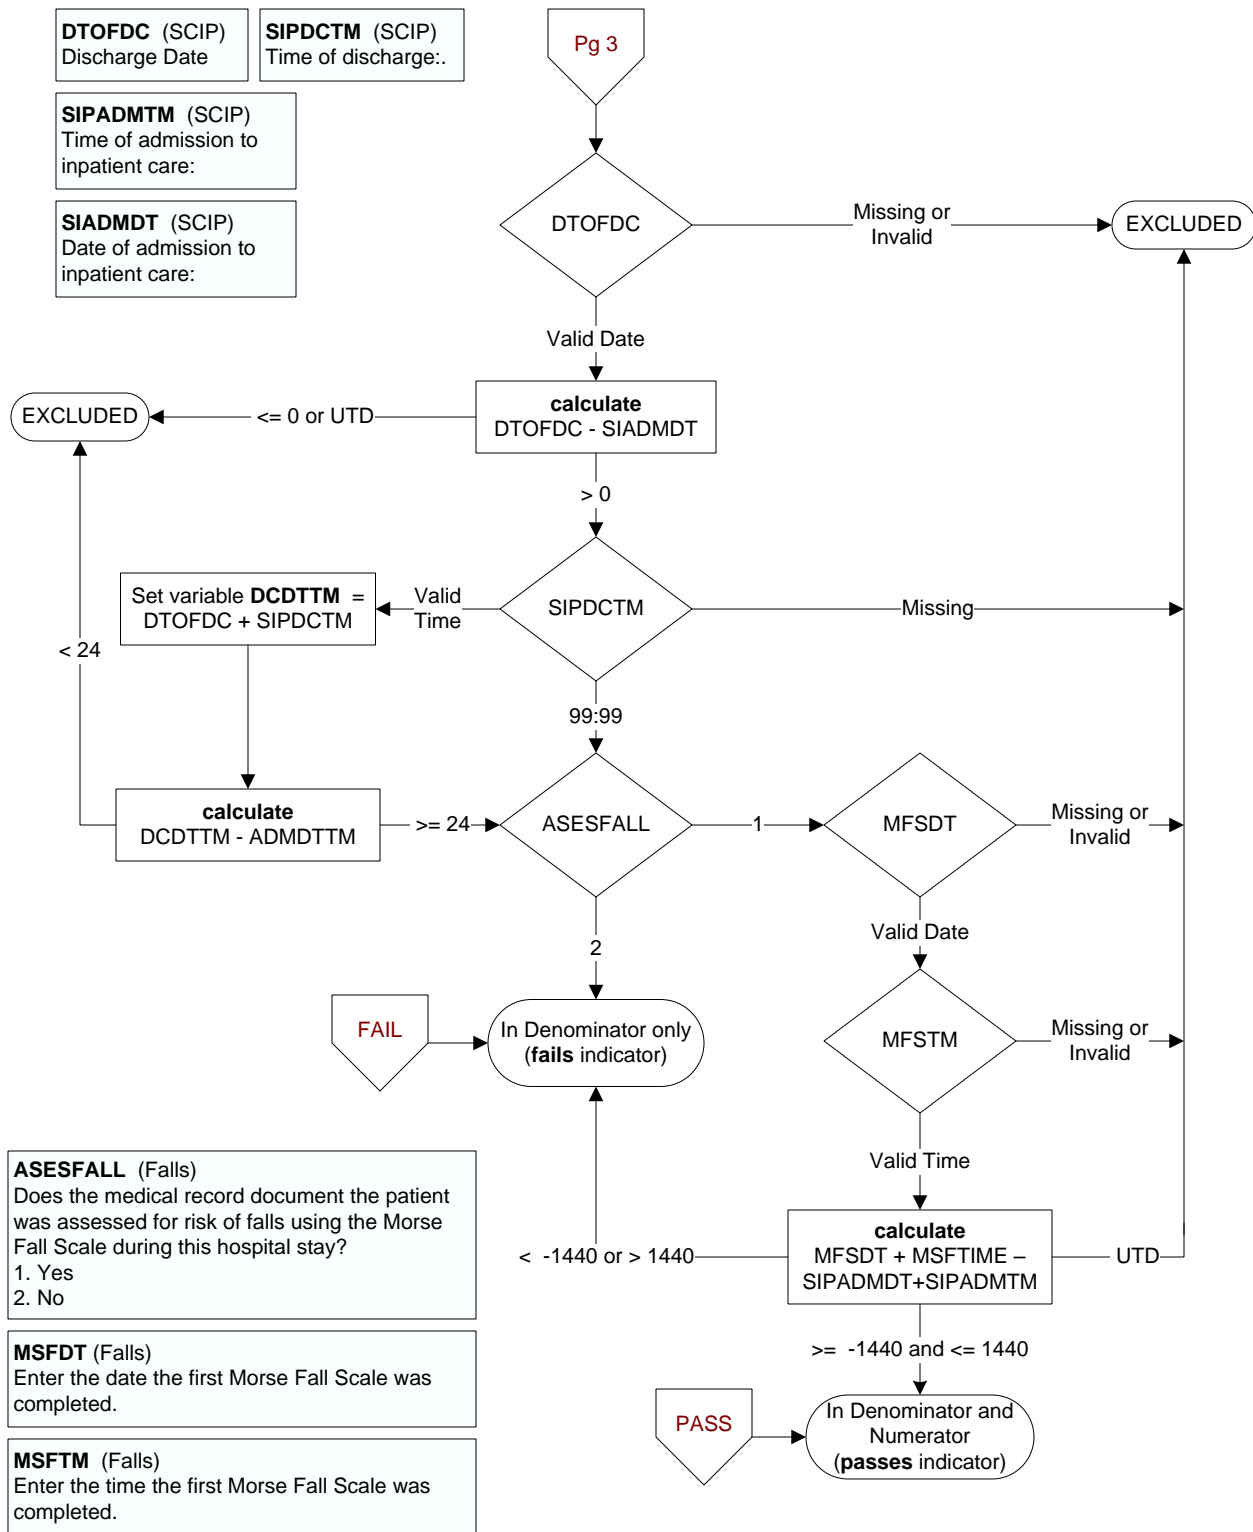 DTOFDC (SCIP)
Discharge Date
SIPDCTM (SCIP)
Time of discharge:.
Pg 3
SIPADMTM (SCIP)
Time of admission to
inpatient care:
SIADMDT (SCIP)
Date of admission to
inpatient care:
DTOFDC
Missing or
Invalid
EXCLUDED
Valid Date
EXCLUDED
<= 0 or UTD
calculate
DTOFDC - SIADMDT
> 0
Set variable DCDTTM =
DTOFDC + SIPDCTM
Valid
Time
SIPDCTM
Missing
< 24
99:99
calculate
DCDTTM - ADMDTTM
>= 24
ASESFALL
1
MFSDT
Missing or
Invalid
2
Valid Date
FAIL
In Denominator only
(fails indicator)
MFSTM
Missing or
Invalid
Valid Time
ASESFALL (Falls)
Does the medical record document the patient
was assessed for risk of falls using the Morse
Fall Scale during this hospital stay?
1. Yes
2. No
< -1440 or > 1440
calculate
MFSDT + MSFTIME –
SIPADMDT+SIPADMTM
UTD
>= -1440 and <= 1440
MSFDT (Falls)
Enter the date the first Morse Fall Scale was
completed.
PASS
In Denominator and
Numerator
(passes indicator)
MSFTM (Falls)
Enter the time the first Morse Fall Scale was
completed.